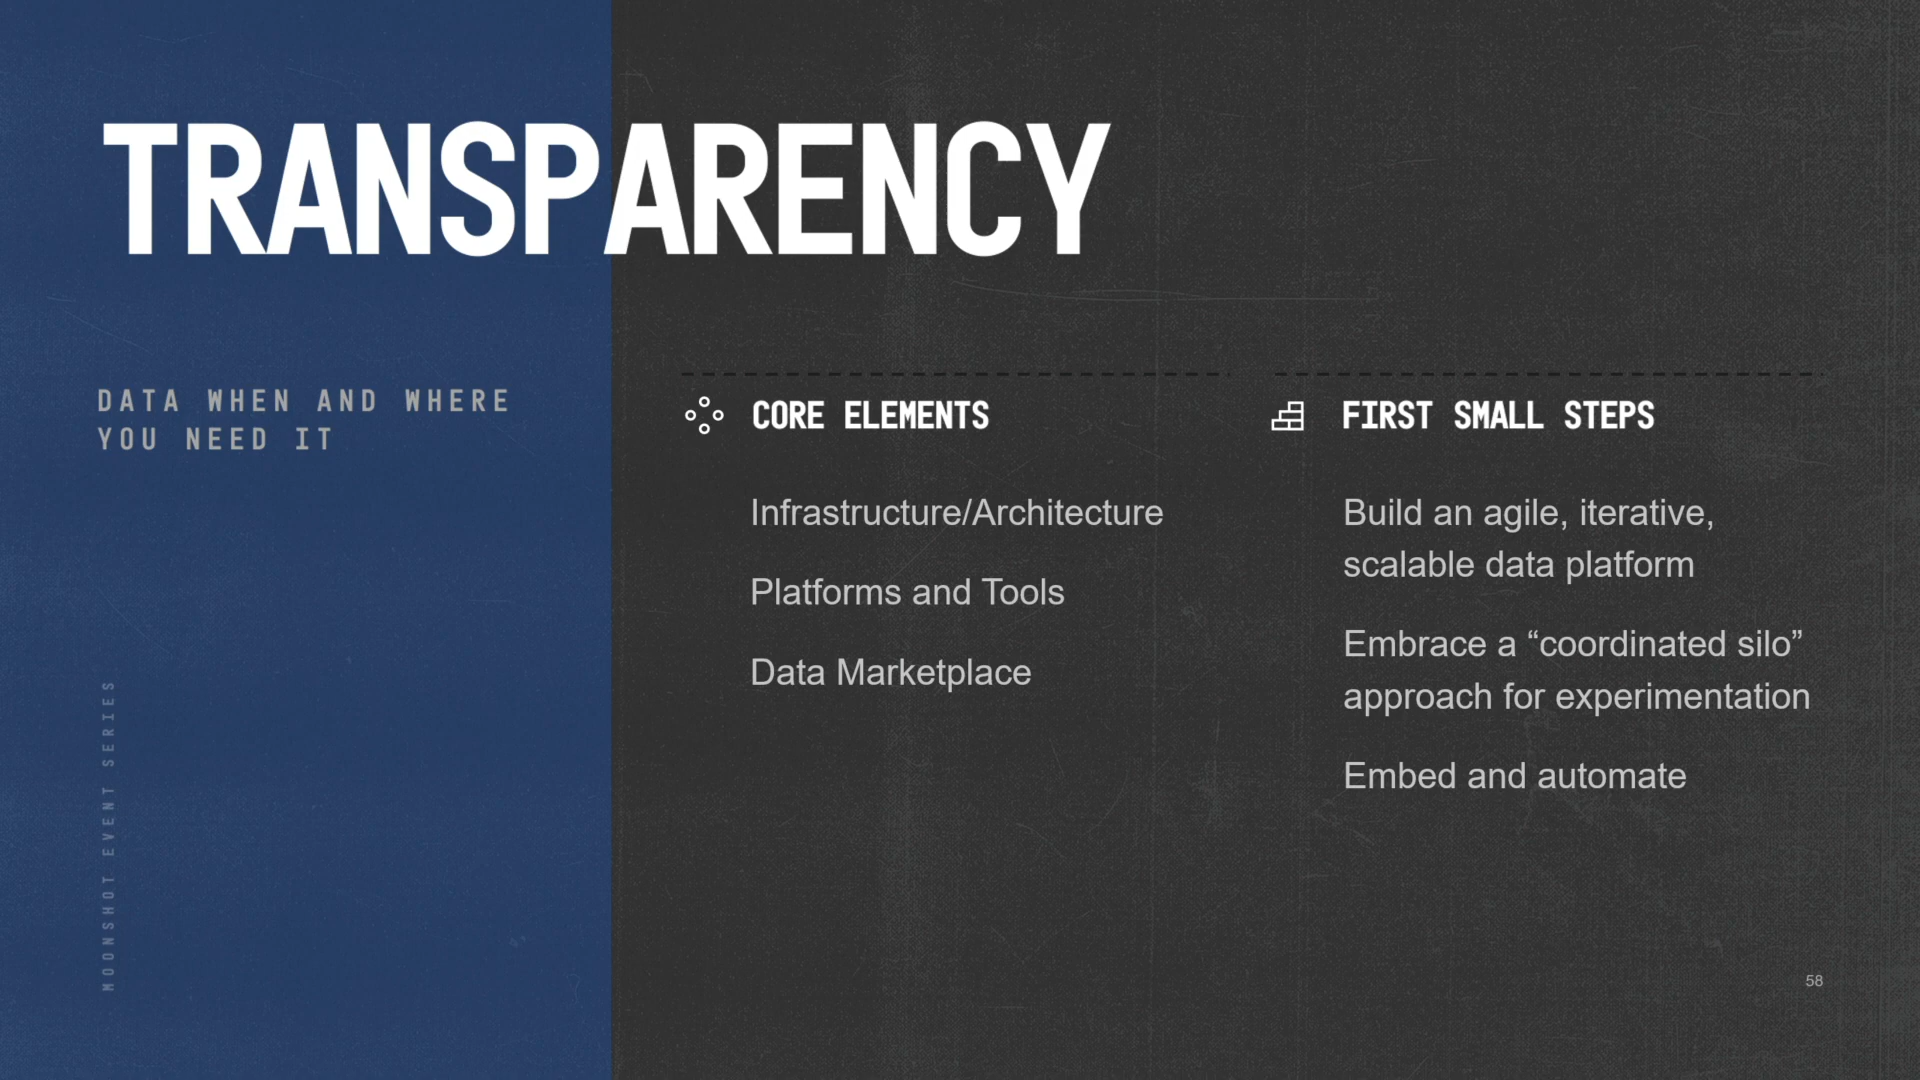 TRANSPARENCY
DATA WHEN AND WHERE
YOU NEED IT
CORE ELEMENTS
Infrastructure/Architecture
Platforms and Tools
Data Marketplace
FIRST SMALL STEPS
Build an agile, iterative,
scalable data platform
Embrace a “coordinated silo”
approach for experimentation
Embed and automate
MOONSHOT EVENT SERIES
58